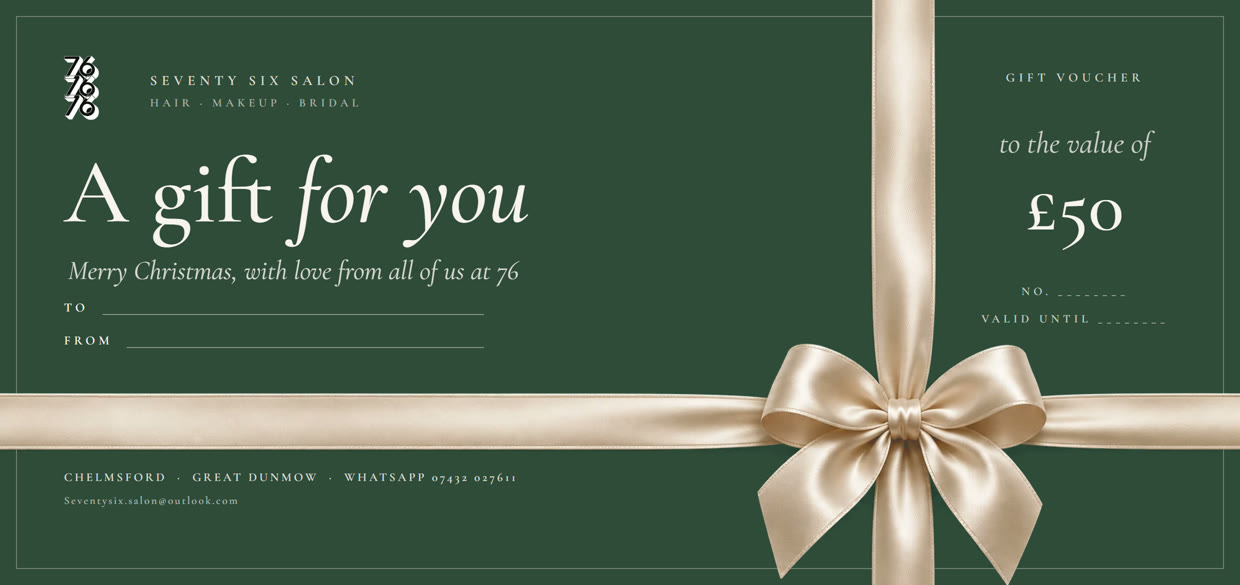 76
76
76
SEVENTY SIX SALON
HAIR · MAKEUP · BRIDAL
A gift for you
Merry Christmas, with love from all of us at 76
TO
FROM
CHELMSFORD · GREAT DUNMOW · WHATSAPP 07432 027611
Seventysix.salon@outlook.com
GIFT VOUCHER
to the value of
£50
NO. ________
VALID UNTIL ________